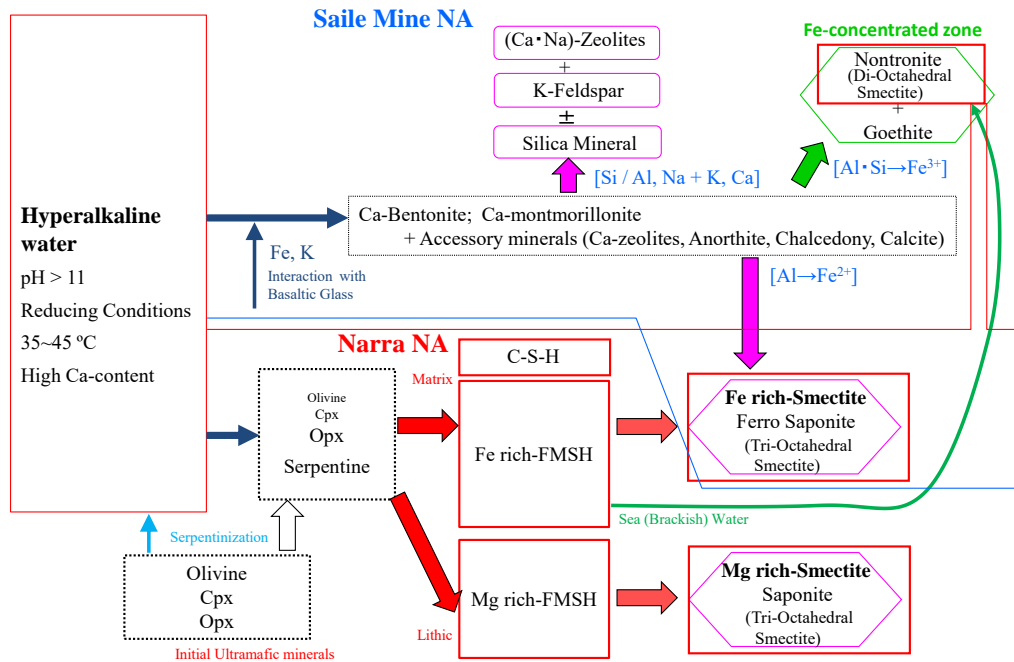 Saile Mine NA
(Ca・Na)-Zeolites
+
K-Feldspar
±
Silica Mineral
Fe-concentrated zone
Nontronite
(Di-Octahedral
Smectite)
+
Goethite
[Si / Al, Na + K, Ca]
[Al・Si→Fe³⁺]
Hyperalkaline
water
pH > 11
Reducing Conditions
35~45 ºC
High Ca-content
Fe, K
Interaction with
Basaltic Glass
Ca-Bentonite; Ca-montmorillonite
+ Accessory minerals (Ca-zeolites, Anorthite, Chalcedony, Calcite)
[Al→Fe²⁺]
Narra NA
Matrix
C-S-H
Olivine
Cpx
Opx
Serpentine
Fe rich-FMSH
Fe rich-Smectite
Ferro Saponite
(Tri-Octahedral
Smectite)
Sea (Brackish) Water
Serpentinization
Olivine
Cpx
Opx
Initial Ultramafic minerals
Lithic
Mg rich-FMSH
Mg rich-Smectite
Saponite
(Tri-Octahedral
Smectite)